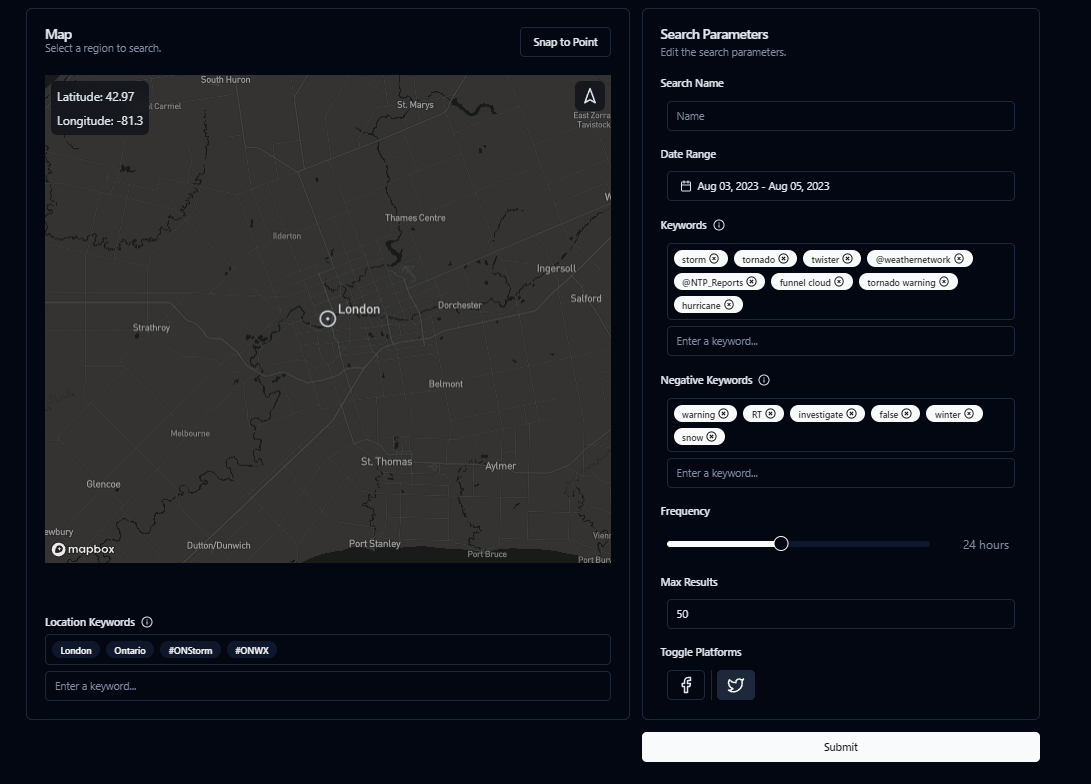 Map
Select a region to search.
Snap to Point
Latitude: 42.97
Longitude: -81.3
South Huron
Carmel
St. Marys
East Zorra
Tavistock
Thames Centre
Ilderton
Ingersoll
Salford
London
Dorchester
Strathroy
Belmont
Melbourne
St. Thomas
Aylmer
Glencoe
ewbury
mapbox
Dutton/Dunwich
Port Stanley
Port Bruce
Vien
Port Bur
Location Keywords
London Ontario #ONStorm #ONWX
Enter a keyword...
Search Parameters
Edit the search parameters.
Search Name
Name
Date Range
Aug 03, 2023 - Aug 05, 2023
Keywords
storm tornado twister @weathernetwork
@NTP_Reports funnel cloud tornado warning
hurricane
Enter a keyword...
Negative Keywords
warning RT investigate false winter
snow
Enter a keyword...
Frequency
24 hours
Max Results
50
Toggle Platforms
Submit